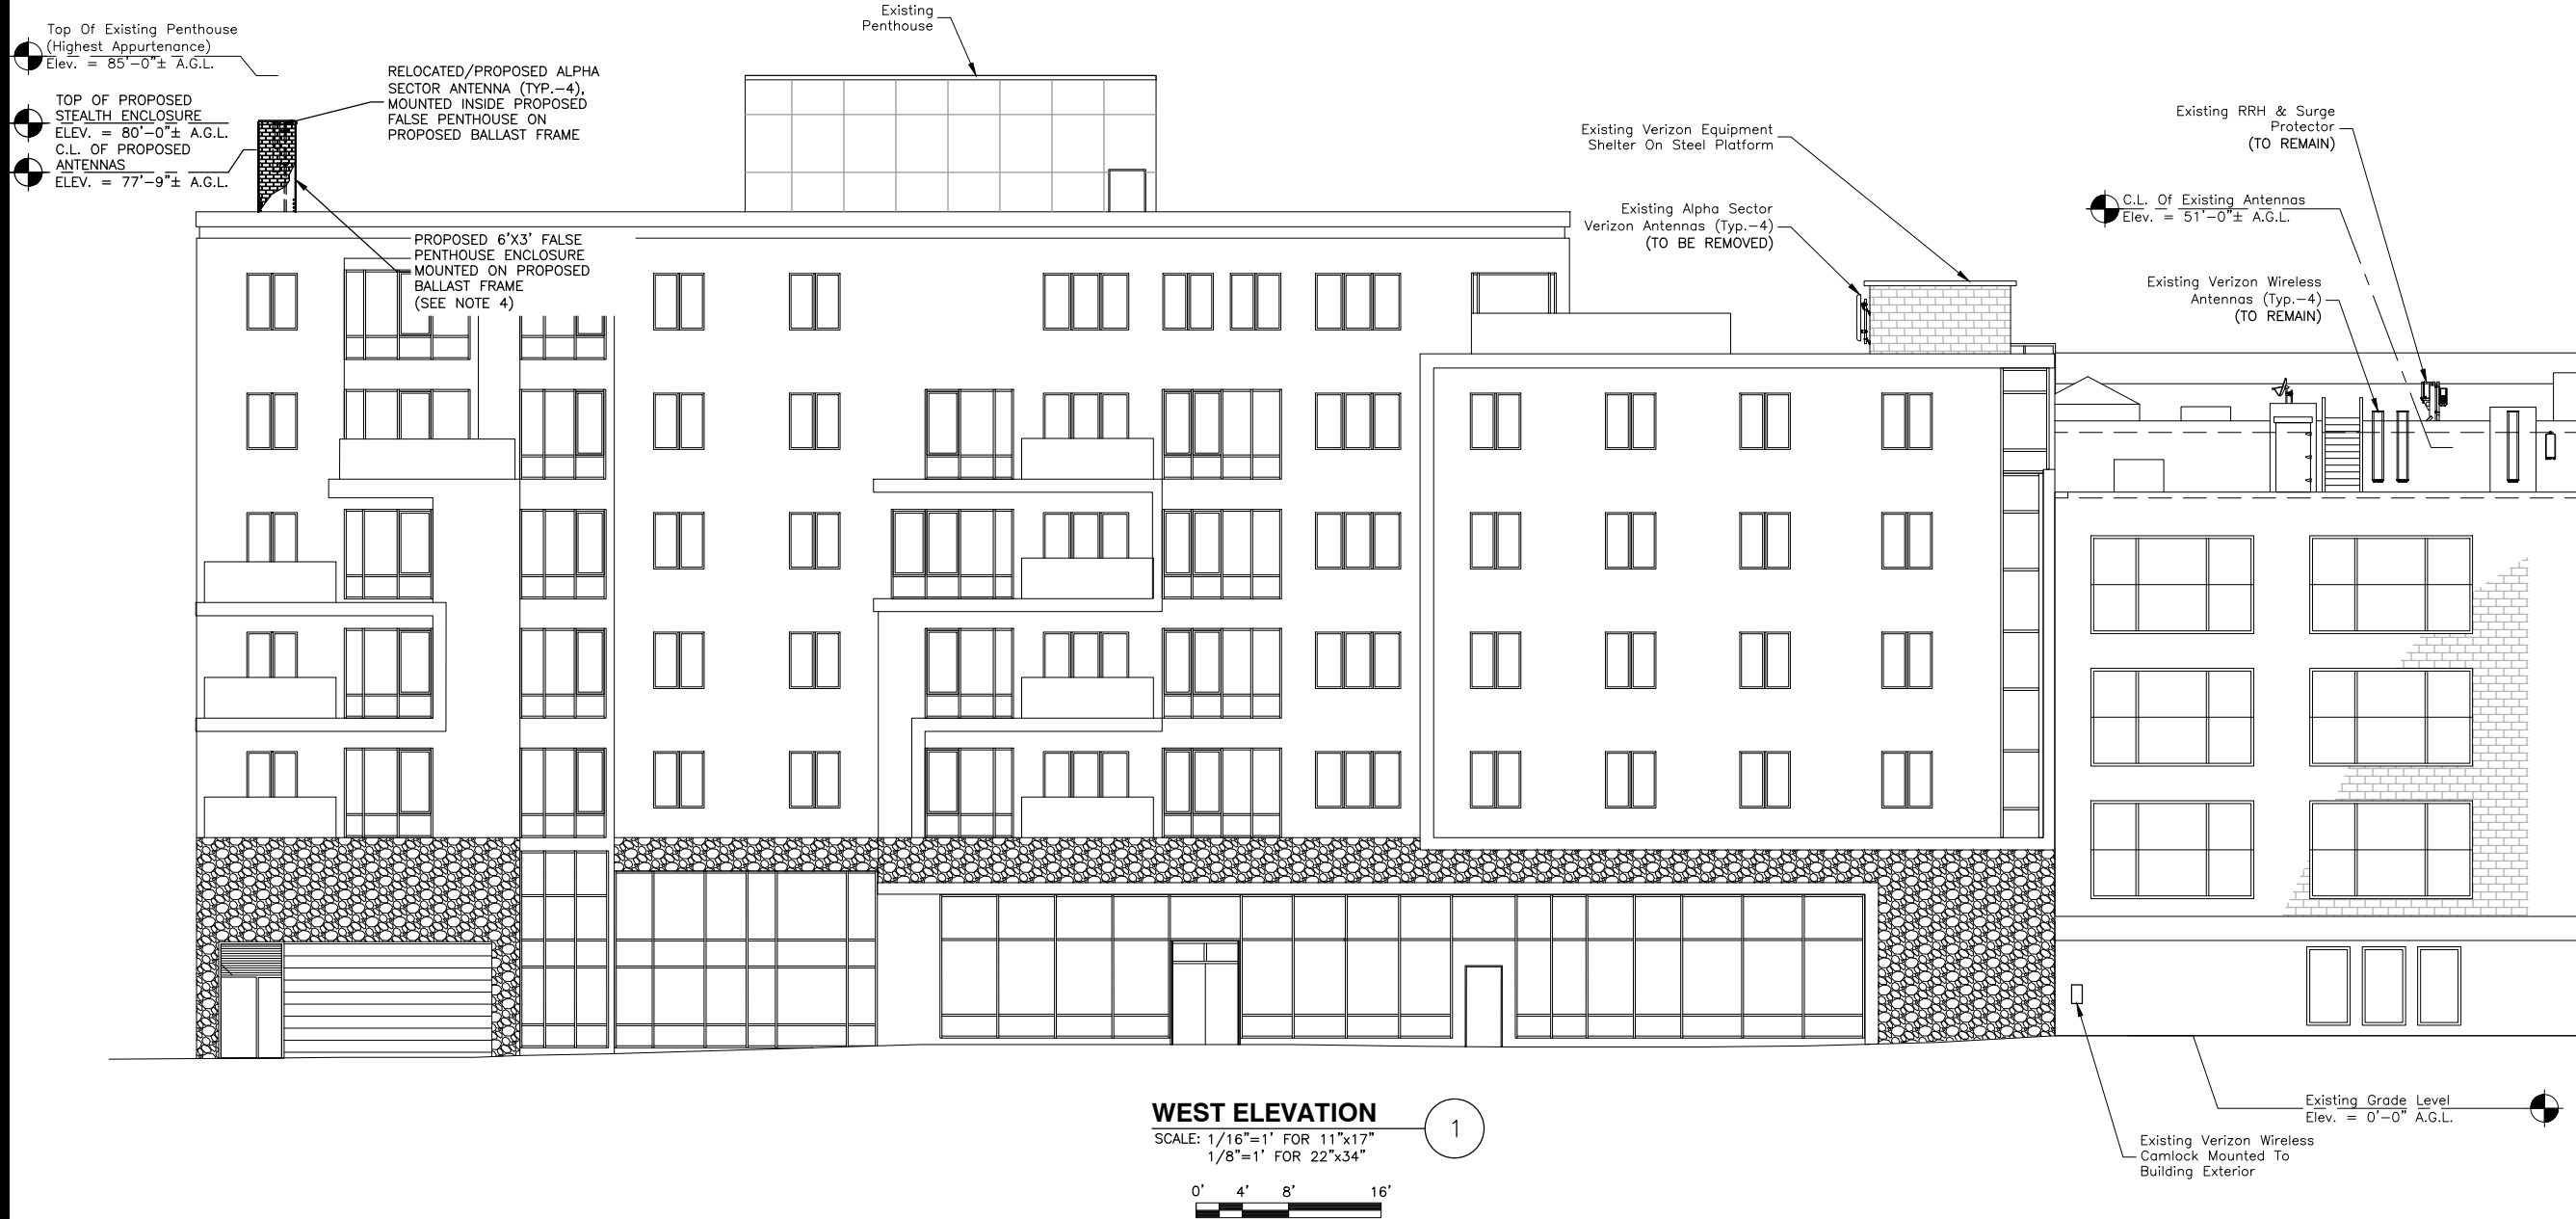 Top Of Existing Penthouse
(Highest Appurtenance)
Elev. = 85'-0"± A.G.L.
TOP OF PROPOSED
STEALTH ENCLOSURE
ELEV. = 80'-0"± A.G.L.
C.L. OF PROPOSED
ANTENNAS
ELEV. = 77'-9"± A.G.L.
RELOCATED/PROPOSED ALPHA
SECTOR ANTENNA (TYP.-4),
MOUNTED INSIDE PROPOSED
FALSE PENTHOUSE ON
PROPOSED BALLAST FRAME
PROPOSED 6'X3' FALSE
PENTHOUSE ENCLOSURE
MOUNTED ON PROPOSED
BALLAST FRAME
(SEE NOTE 4)
Existing
Penthouse
Existing Verizon Equipment
Shelter On Steel Platform
Existing Alpha Sector
Verizon Antennas (Typ.-4)
(TO BE REMOVED)
Existing RRH & Surge
Protector
(TO REMAIN)
C.L. Of Existing Antennas
Elev. = 51'-0"± A.G.L.
Existing Verizon Wireless
Antennas (Typ.-4)
(TO REMAIN)
Existing Grade Level
Elev. = 0'-0" A.G.L.
Existing Verizon Wireless
Camlock Mounted To
Building Exterior
WEST ELEVATION
1
SCALE: 1/16"=1' FOR 11"x17"
1/8"=1' FOR 22"x34"
0' 4' 8' 16'